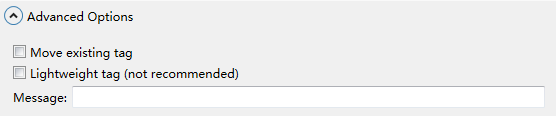 Advanced Options
Move existing tag
Lightweight tag (not recommended)
Message: